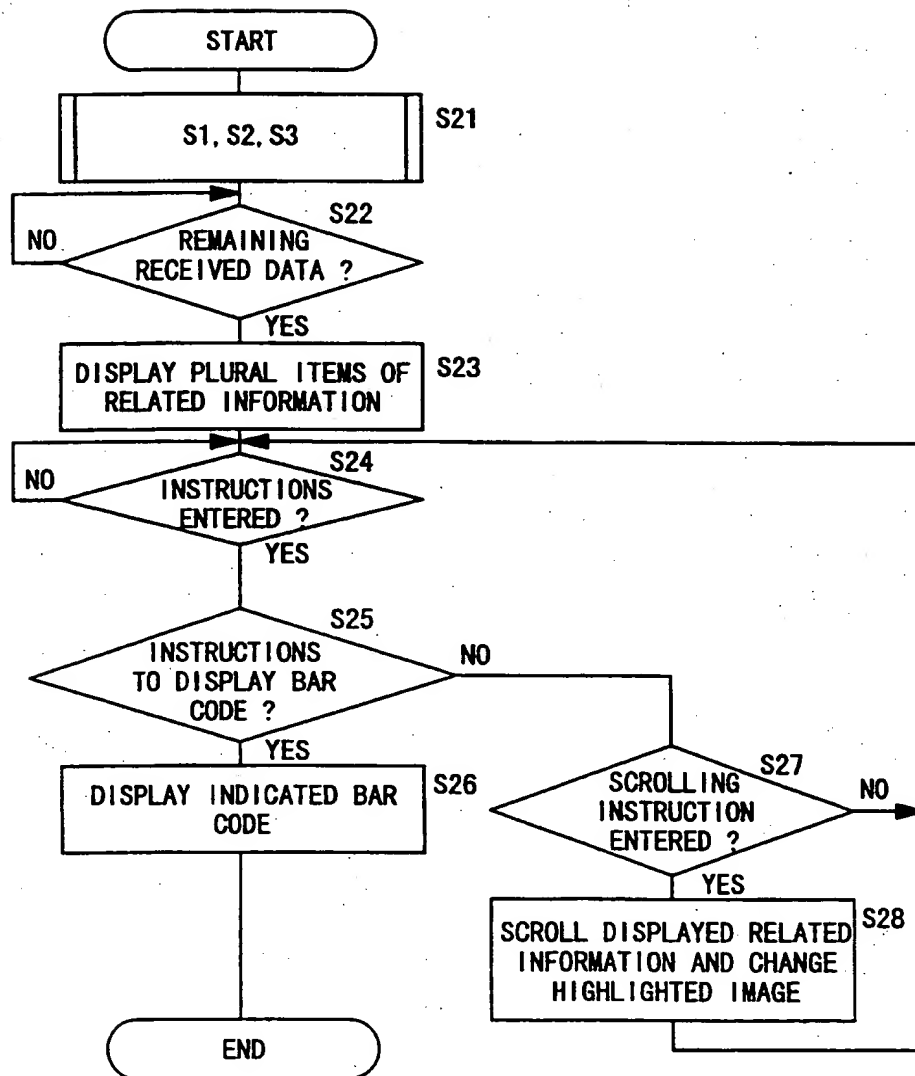 START
S1, S2, S3
S21
S22
NO
REMAINING
RECEIVED DATA ?
YES
DISPLAY PLURAL ITEMS OF
RELATED INFORMATION
S23
S24
NO
INSTRUCTIONS
ENTERED ?
YES
S25
INSTRUCTIONS
TO DISPLAY BAR
CODE ?
NO
YES
DISPLAY INDICATED BAR
CODE
S26
S27
SCROLLING
INSTRUCTION
ENTERED ?
NO
YES
SCROLL DISPLAYED RELATED
INFORMATION AND CHANGE
HIGHLIGHTED IMAGE
S28
END